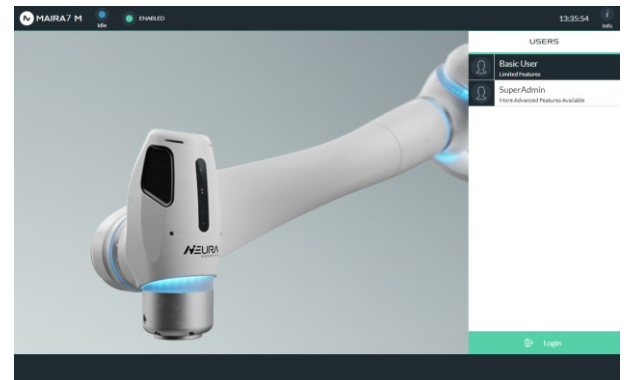 MAIRA7 M
Idle
ENABLED
13:35:54
Info
USERS
Basic User
Limited Features
SuperAdmin
More Advanced Features Available
NEURA
Login